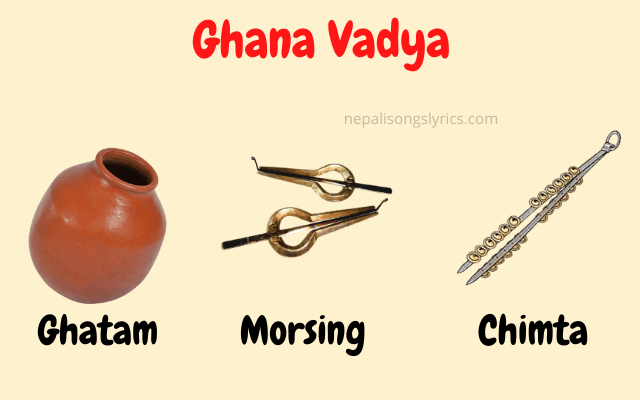 Ghana Vadya
nepalisongslyrics.com
Ghatam
Morsing
Chimta